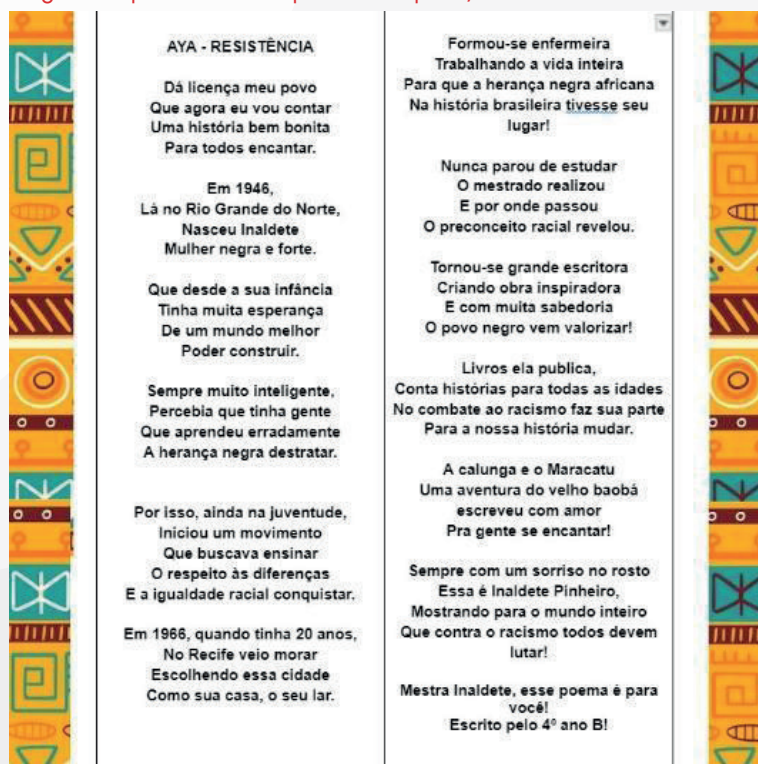 AYA - RESISTÊNCIA
Dá licença meu povo
Que agora eu vou contar
Uma história bem bonita
Para todos encantar.
Em 1946,
Lá no Rio Grande do Norte,
Nasceu Inaldete
Mulher negra e forte.
Que desde a sua infância
Tinha muita esperança
De um mundo melhor
Poder construir.
Sempre muito inteligente,
Percebia que tinha gente
Que aprendeu erradamente
A herança negra destratar.
Por isso, ainda na juventude,
Iniciou um movimento
Que buscava ensinar
O respeito às diferenças
E a igualdade racial conquistar.
Em 1966, quando tinha 20 anos,
No Recife veio morar
Escolhendo essa cidade
Como sua casa, o seu lar.
Formou-se enfermeira
Trabalhando a vida inteira
Para que a herança negra africana
Na história brasileira tivesse seu
lugar!
Nunca parou de estudar
O mestrado realizou
E por onde passou
O preconceito racial revelou.
Tornou-se grande escritora
Criando obra inspiradora
E com muita sabedoria
O povo negro vem valorizar!
Livros ela publica,
Conta histórias para todas as idades
No combate ao racismo faz sua parte
Para a nossa história mudar.
A calunga e o Maracatu
Uma aventura do velho baobá
escreveu com amor
Pra gente se encantar!
Sempre com um sorriso no rosto
Essa é Inaldete Pinheiro,
Mostrando para o mundo inteiro
Que contra o racismo todos devem
lutar!
Mestra Inaldete, esse poema é para
você!
Escrito pelo 4º ano B!